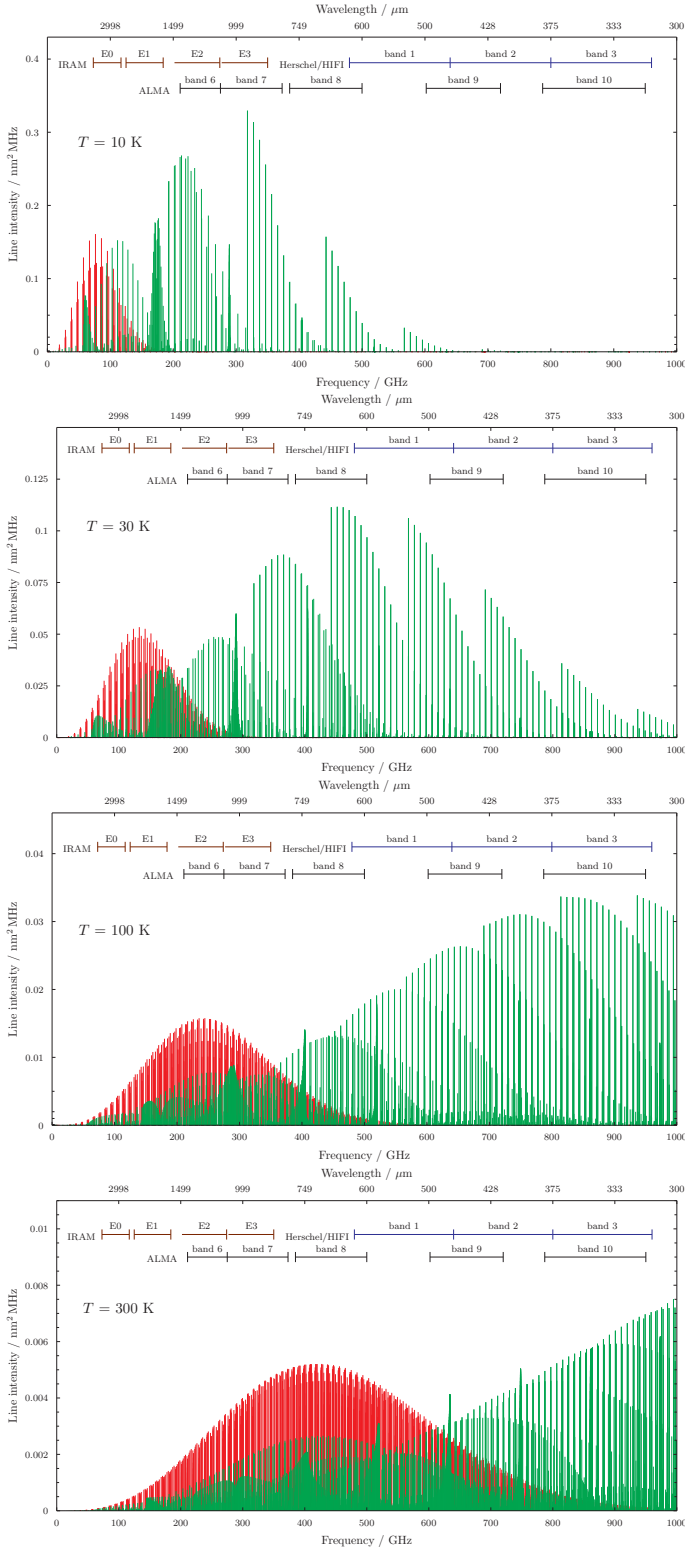 Wavelength / μm
2998 1499 999 749 600 500 428 375 333 300
E0 E1 E2 E3 band 1 band 2 band 3
IRAM Herschel/HIFI
band 6 band 7 band 8 band 9 band 10
ALMA
T = 10 K
Line intensity / nm² MHz
0.4
0.3
0.2
0.1
0
0 100 200 300 400 500 600 700 800 900 1000
Frequency / GHz
Wavelength / μm
2998 1499 999 749 600 500 428 375 333 300
E0 E1 E2 E3 band 1 band 2 band 3
IRAM Herschel/HIFI
band 6 band 7 band 8 band 9 band 10
ALMA
T = 30 K
Line intensity / nm² MHz
0.125
0.1
0.075
0.05
0.025
0
0 100 200 300 400 500 600 700 800 900 1000
Frequency / GHz
Wavelength / μm
2998 1499 999 749 600 500 428 375 333 300
E0 E1 E2 E3 band 1 band 2 band 3
IRAM Herschel/HIFI
band 6 band 7 band 8 band 9 band 10
ALMA
T = 100 K
Line intensity / nm² MHz
0.04
0.03
0.02
0.01
0
0 100 200 300 400 500 600 700 800 900 1000
Frequency / GHz
Wavelength / μm
2998 1499 999 749 600 500 428 375 333 300
E0 E1 E2 E3 band 1 band 2 band 3
IRAM Herschel/HIFI
band 6 band 7 band 8 band 9 band 10
ALMA
T = 300 K
Line intensity / nm² MHz
0.01
0.008
0.006
0.004
0.002
0
0 100 200 300 400 500 600 700 800 900 1000
Frequency / GHz